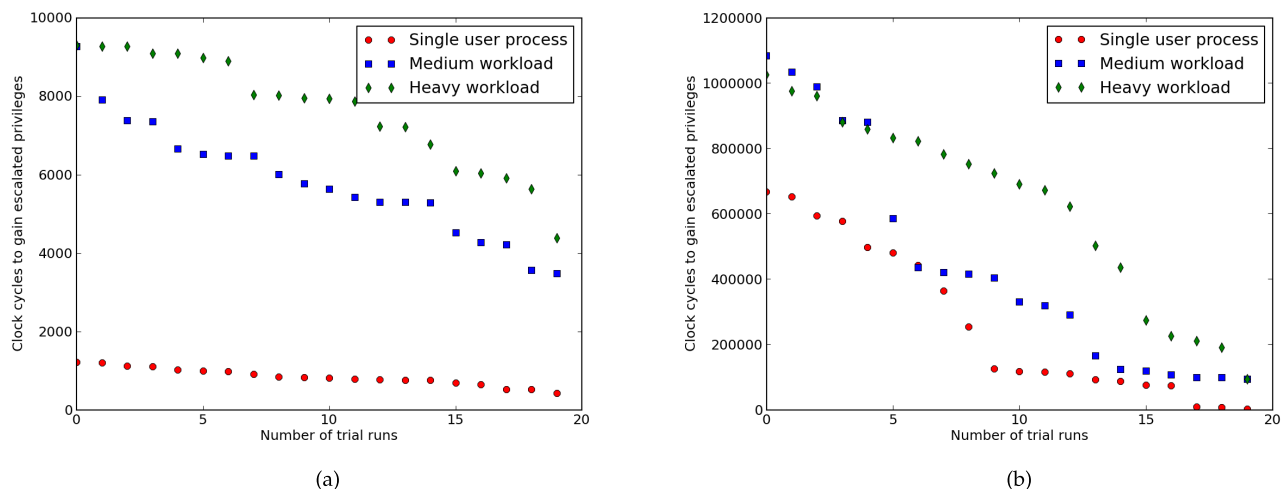 10000
8000
6000
4000
2000
0
Clock cycles to gain escalated privileges
Single user process
Medium workload
Heavy workload
0 5 10 15 20
Number of trial runs
(a)
1200000
1000000
800000
600000
400000
200000
0
Clock cycles to gain escalated privileges
Single user process
Medium workload
Heavy workload
0 5 10 15 20
Number of trial runs
(b)